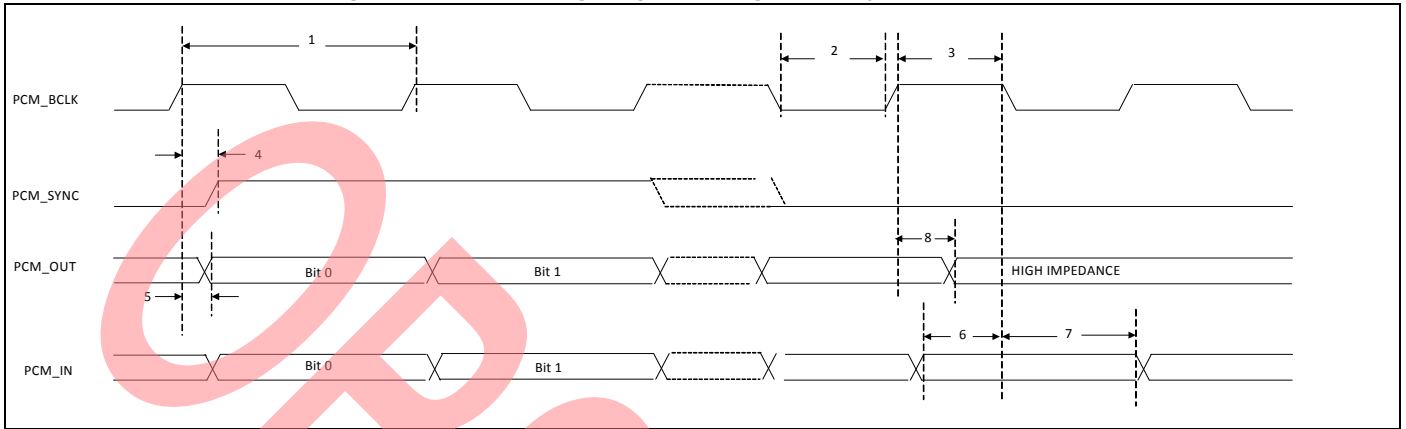 1
2
3
PCM_BCLK
4
PCM_SYNC
8
PCM_OUT
Bit 0
Bit 1
HIGH IMPEDANCE
5
6
7
PCM_IN
Bit 0
Bit 1